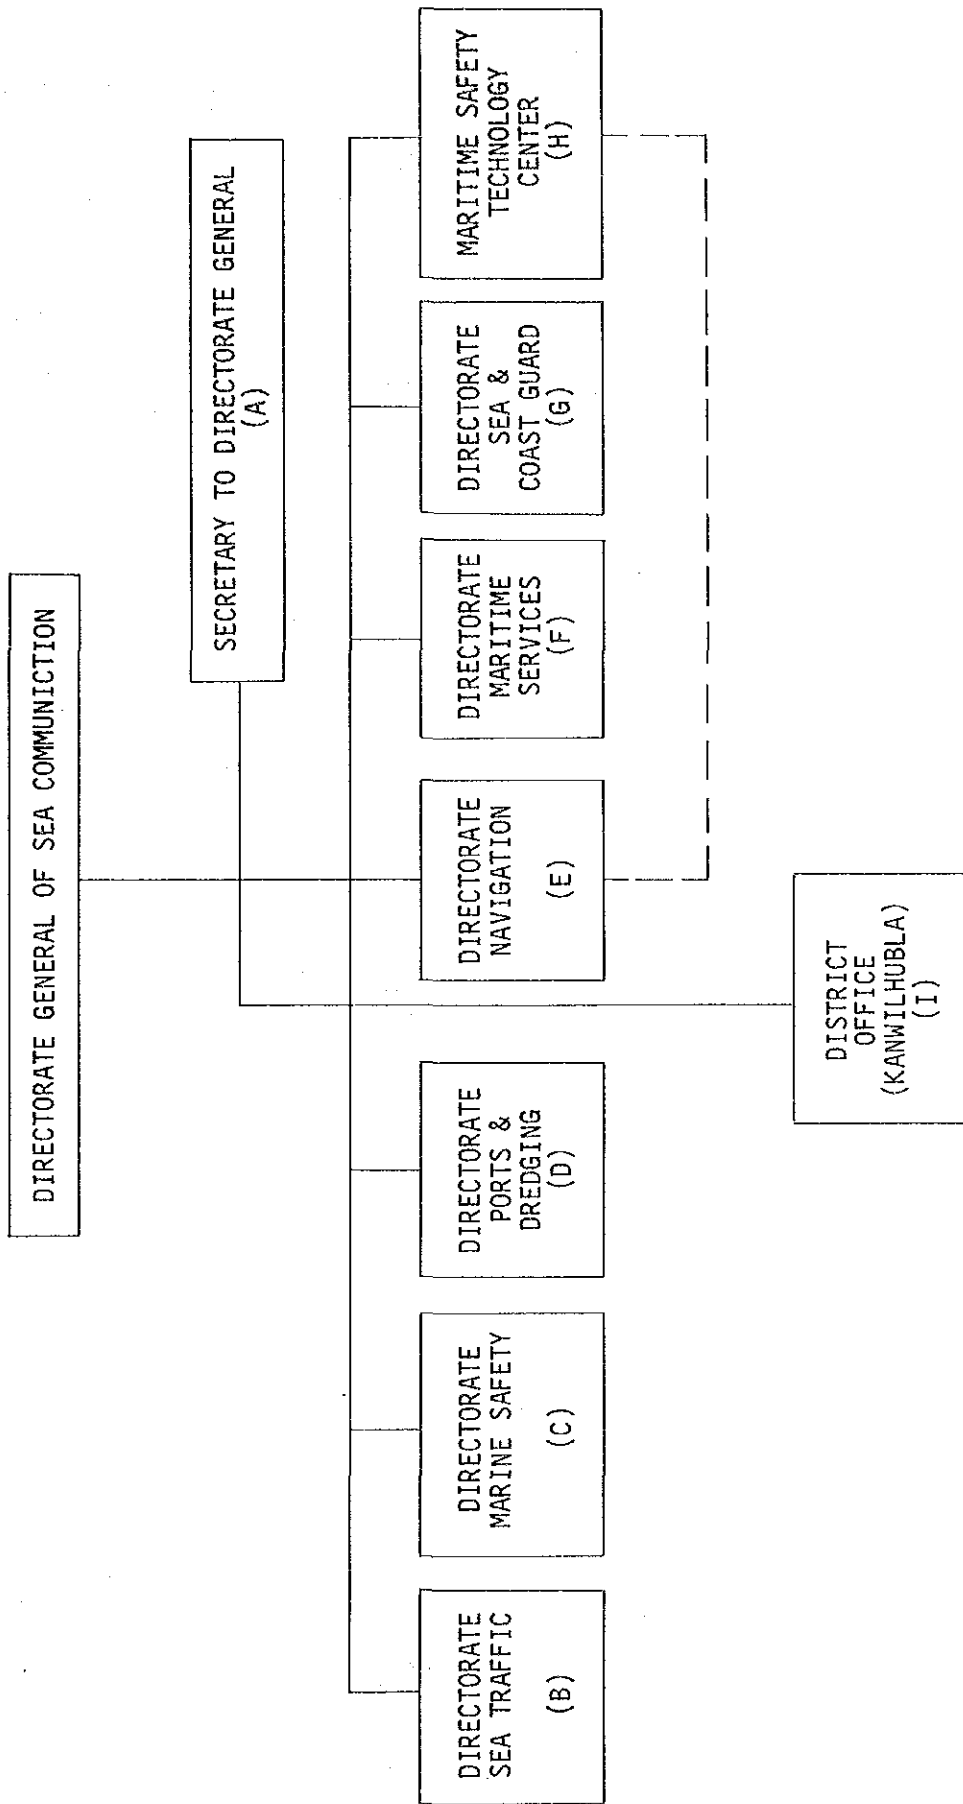 DIRECTORATE GENERAL OF SEA COMMUNICTION
SECRETARY TO DIRECTORATE GENERAL
(A)
DIRECTORATE
SEA TRAFFIC
(B)
DIRECTORATE
MARINE SAFETY
(C)
DIRECTORATE
PORTS &
DREDGING
(D)
DIRECTORATE
NAVIGATION
(E)
DIRECTORATE
MARITIME
SERVICES
(F)
DIRECTORATE
SEA &
COAST GUARD
(G)
MARITIME SAFETY
TECHNOLOGY
CENTER
(H)
DISTRICT
OFFICE
(KANWILHUBLA)
(I)